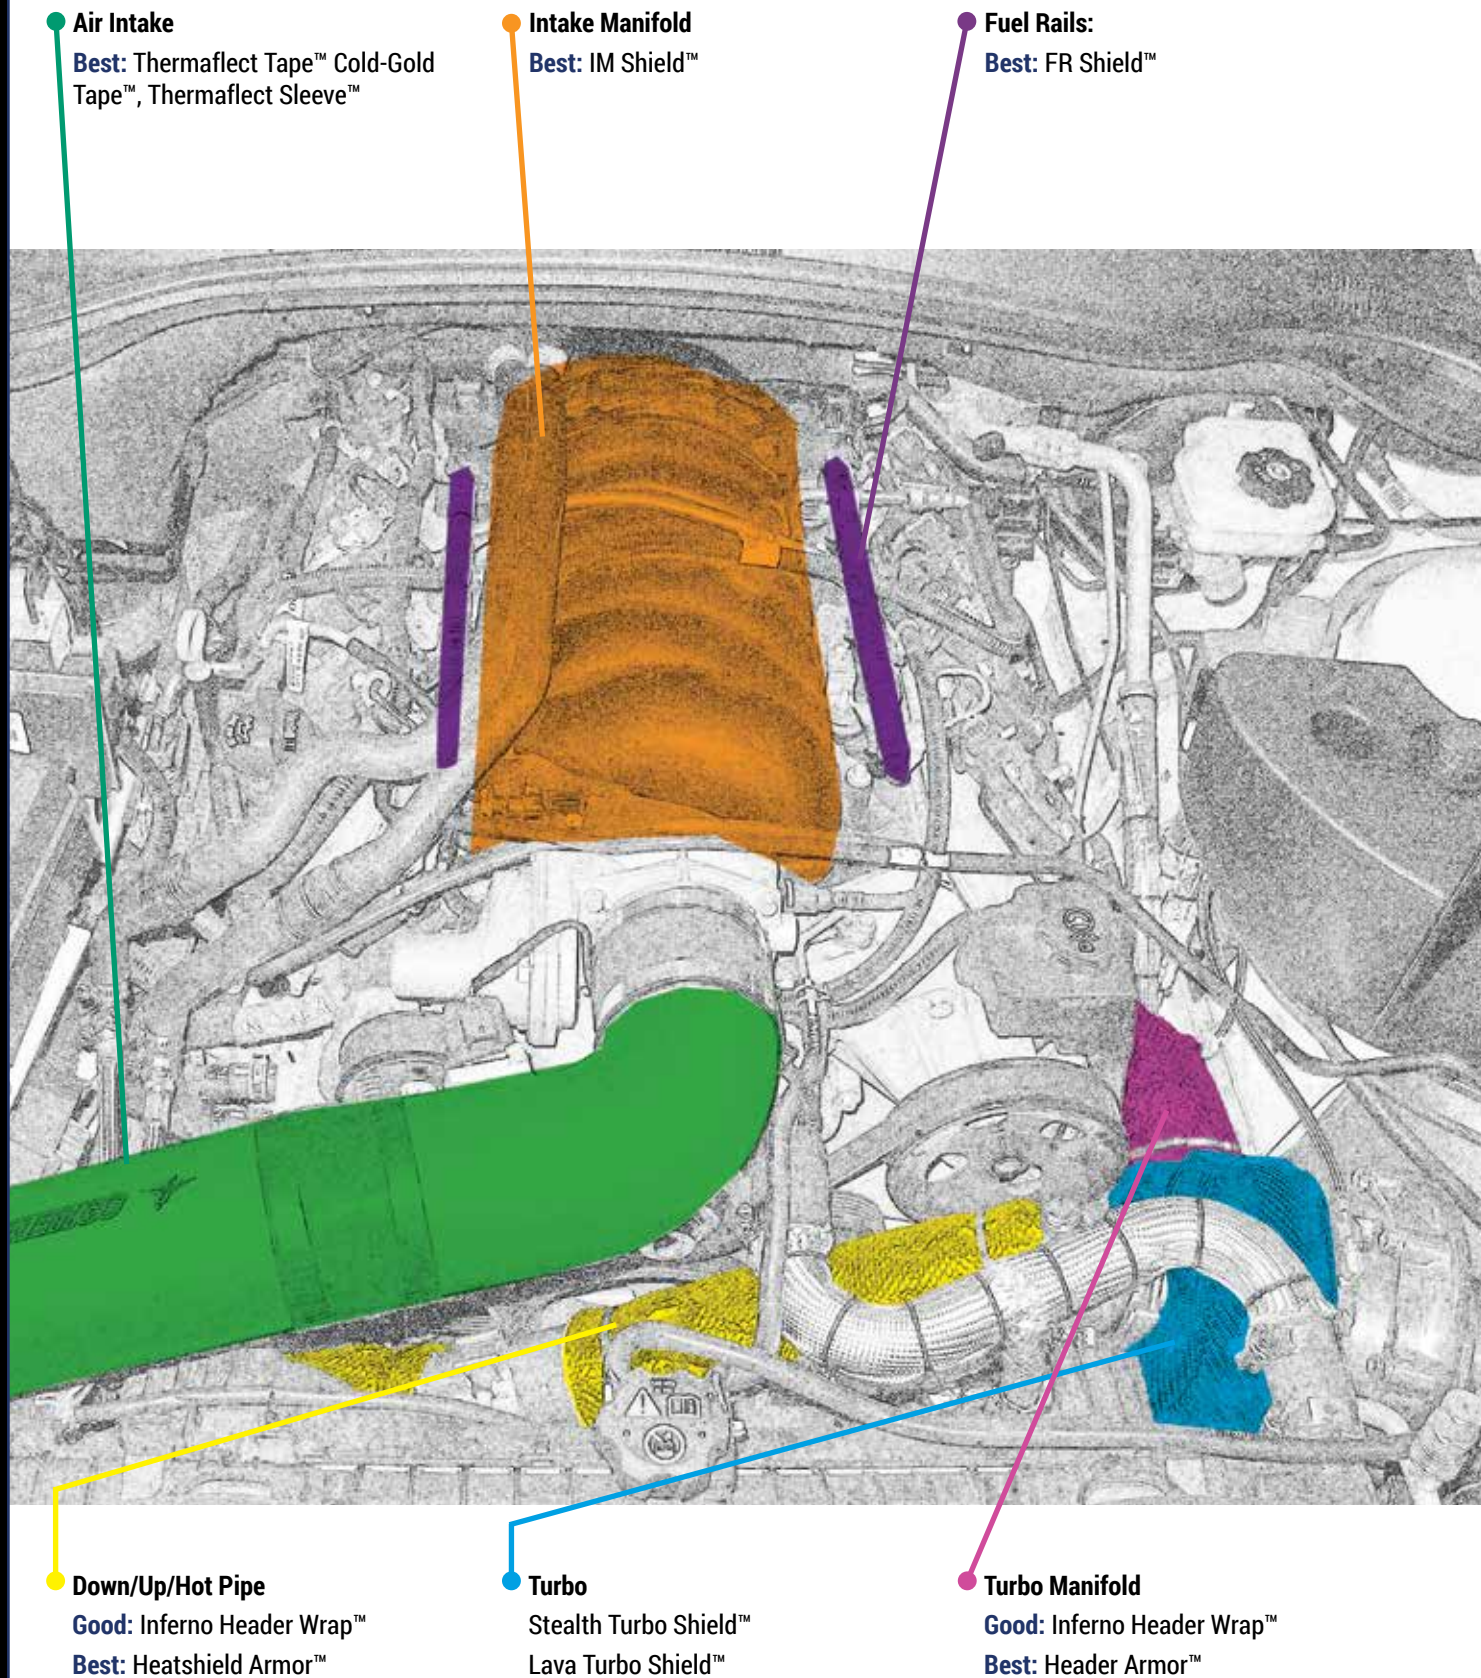 Air Intake
Best: Thermaflect Tape™ Cold-Gold
Tape™, Thermaflect Sleeve™
Intake Manifold
Best: IM Shield™
Fuel Rails:
Best: FR Shield™
Down/Up/Hot Pipe
Good: Inferno Header Wrap™
Best: Heatshield Armor™
Turbo
Stealth Turbo Shield™
Lava Turbo Shield™
Turbo Manifold
Good: Inferno Header Wrap™
Best: Header Armor™